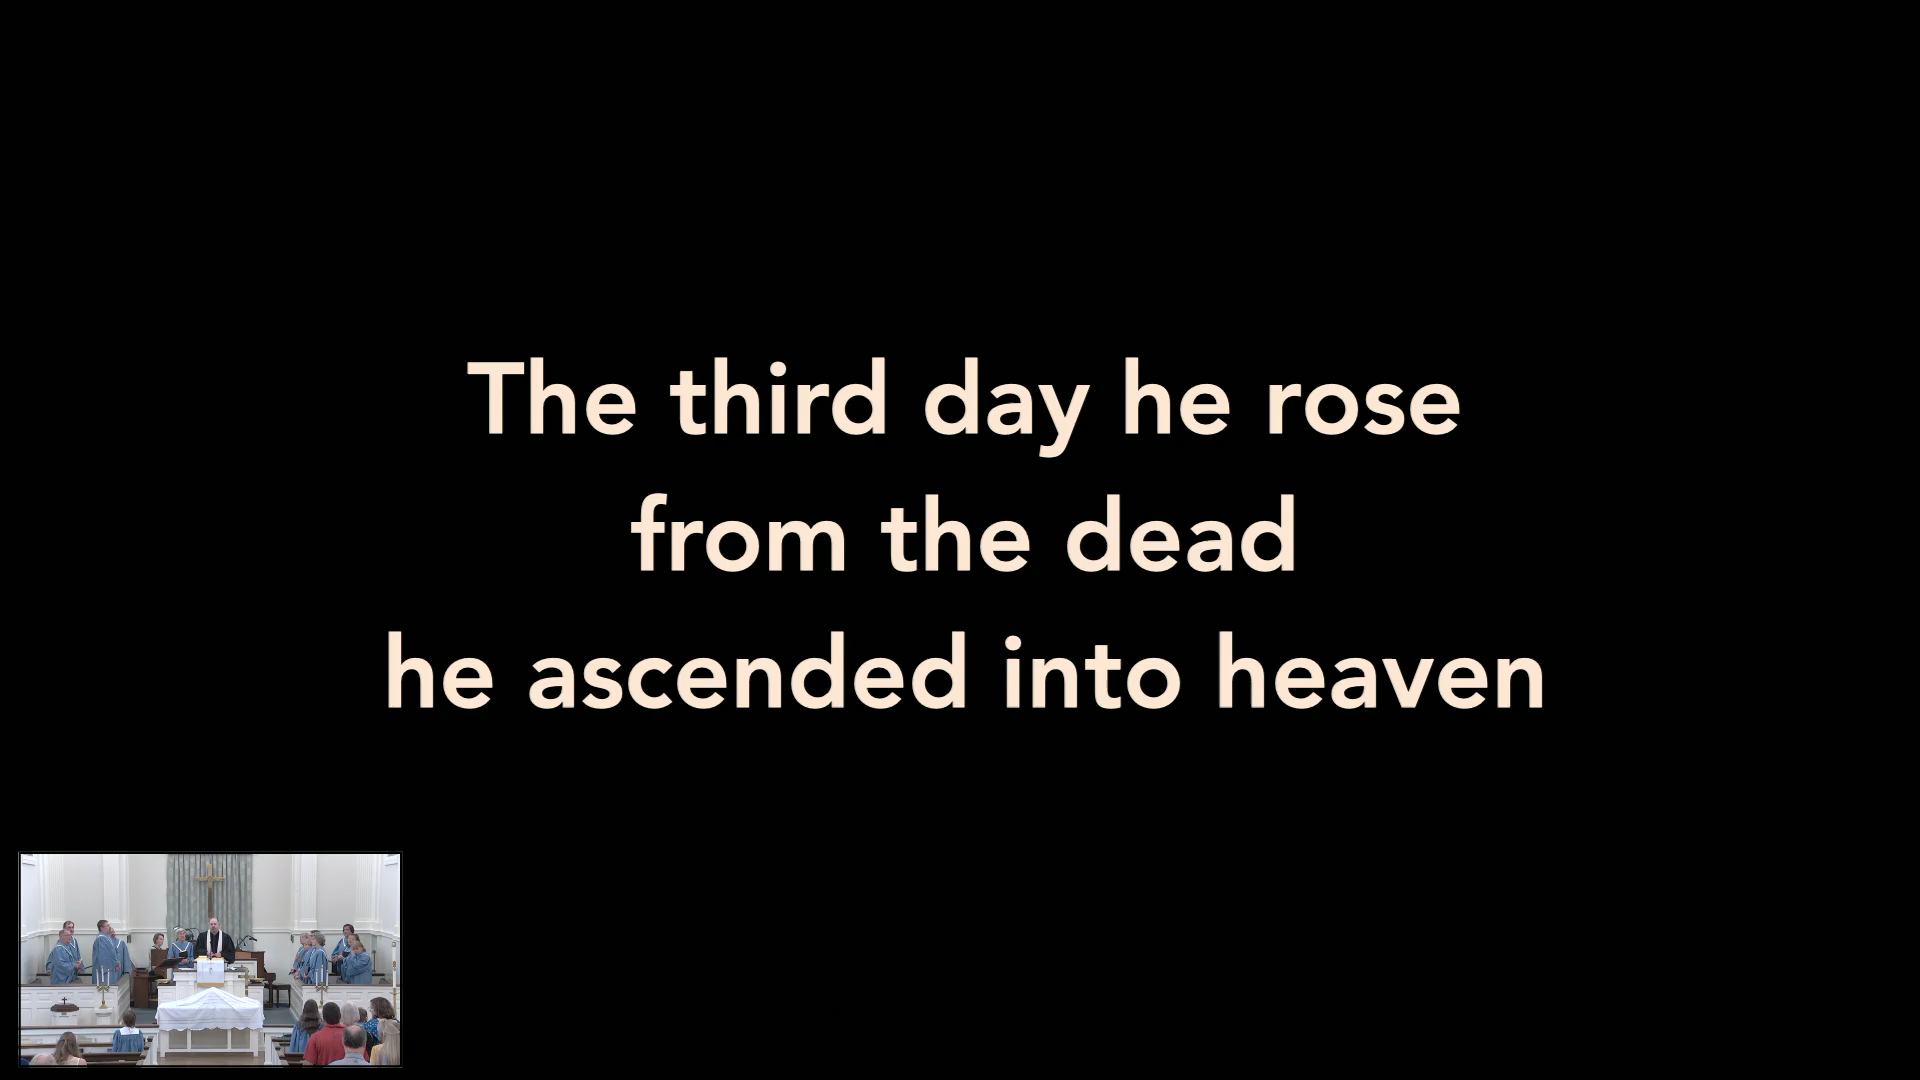 The third day he rose
from the dead
he ascended into heaven